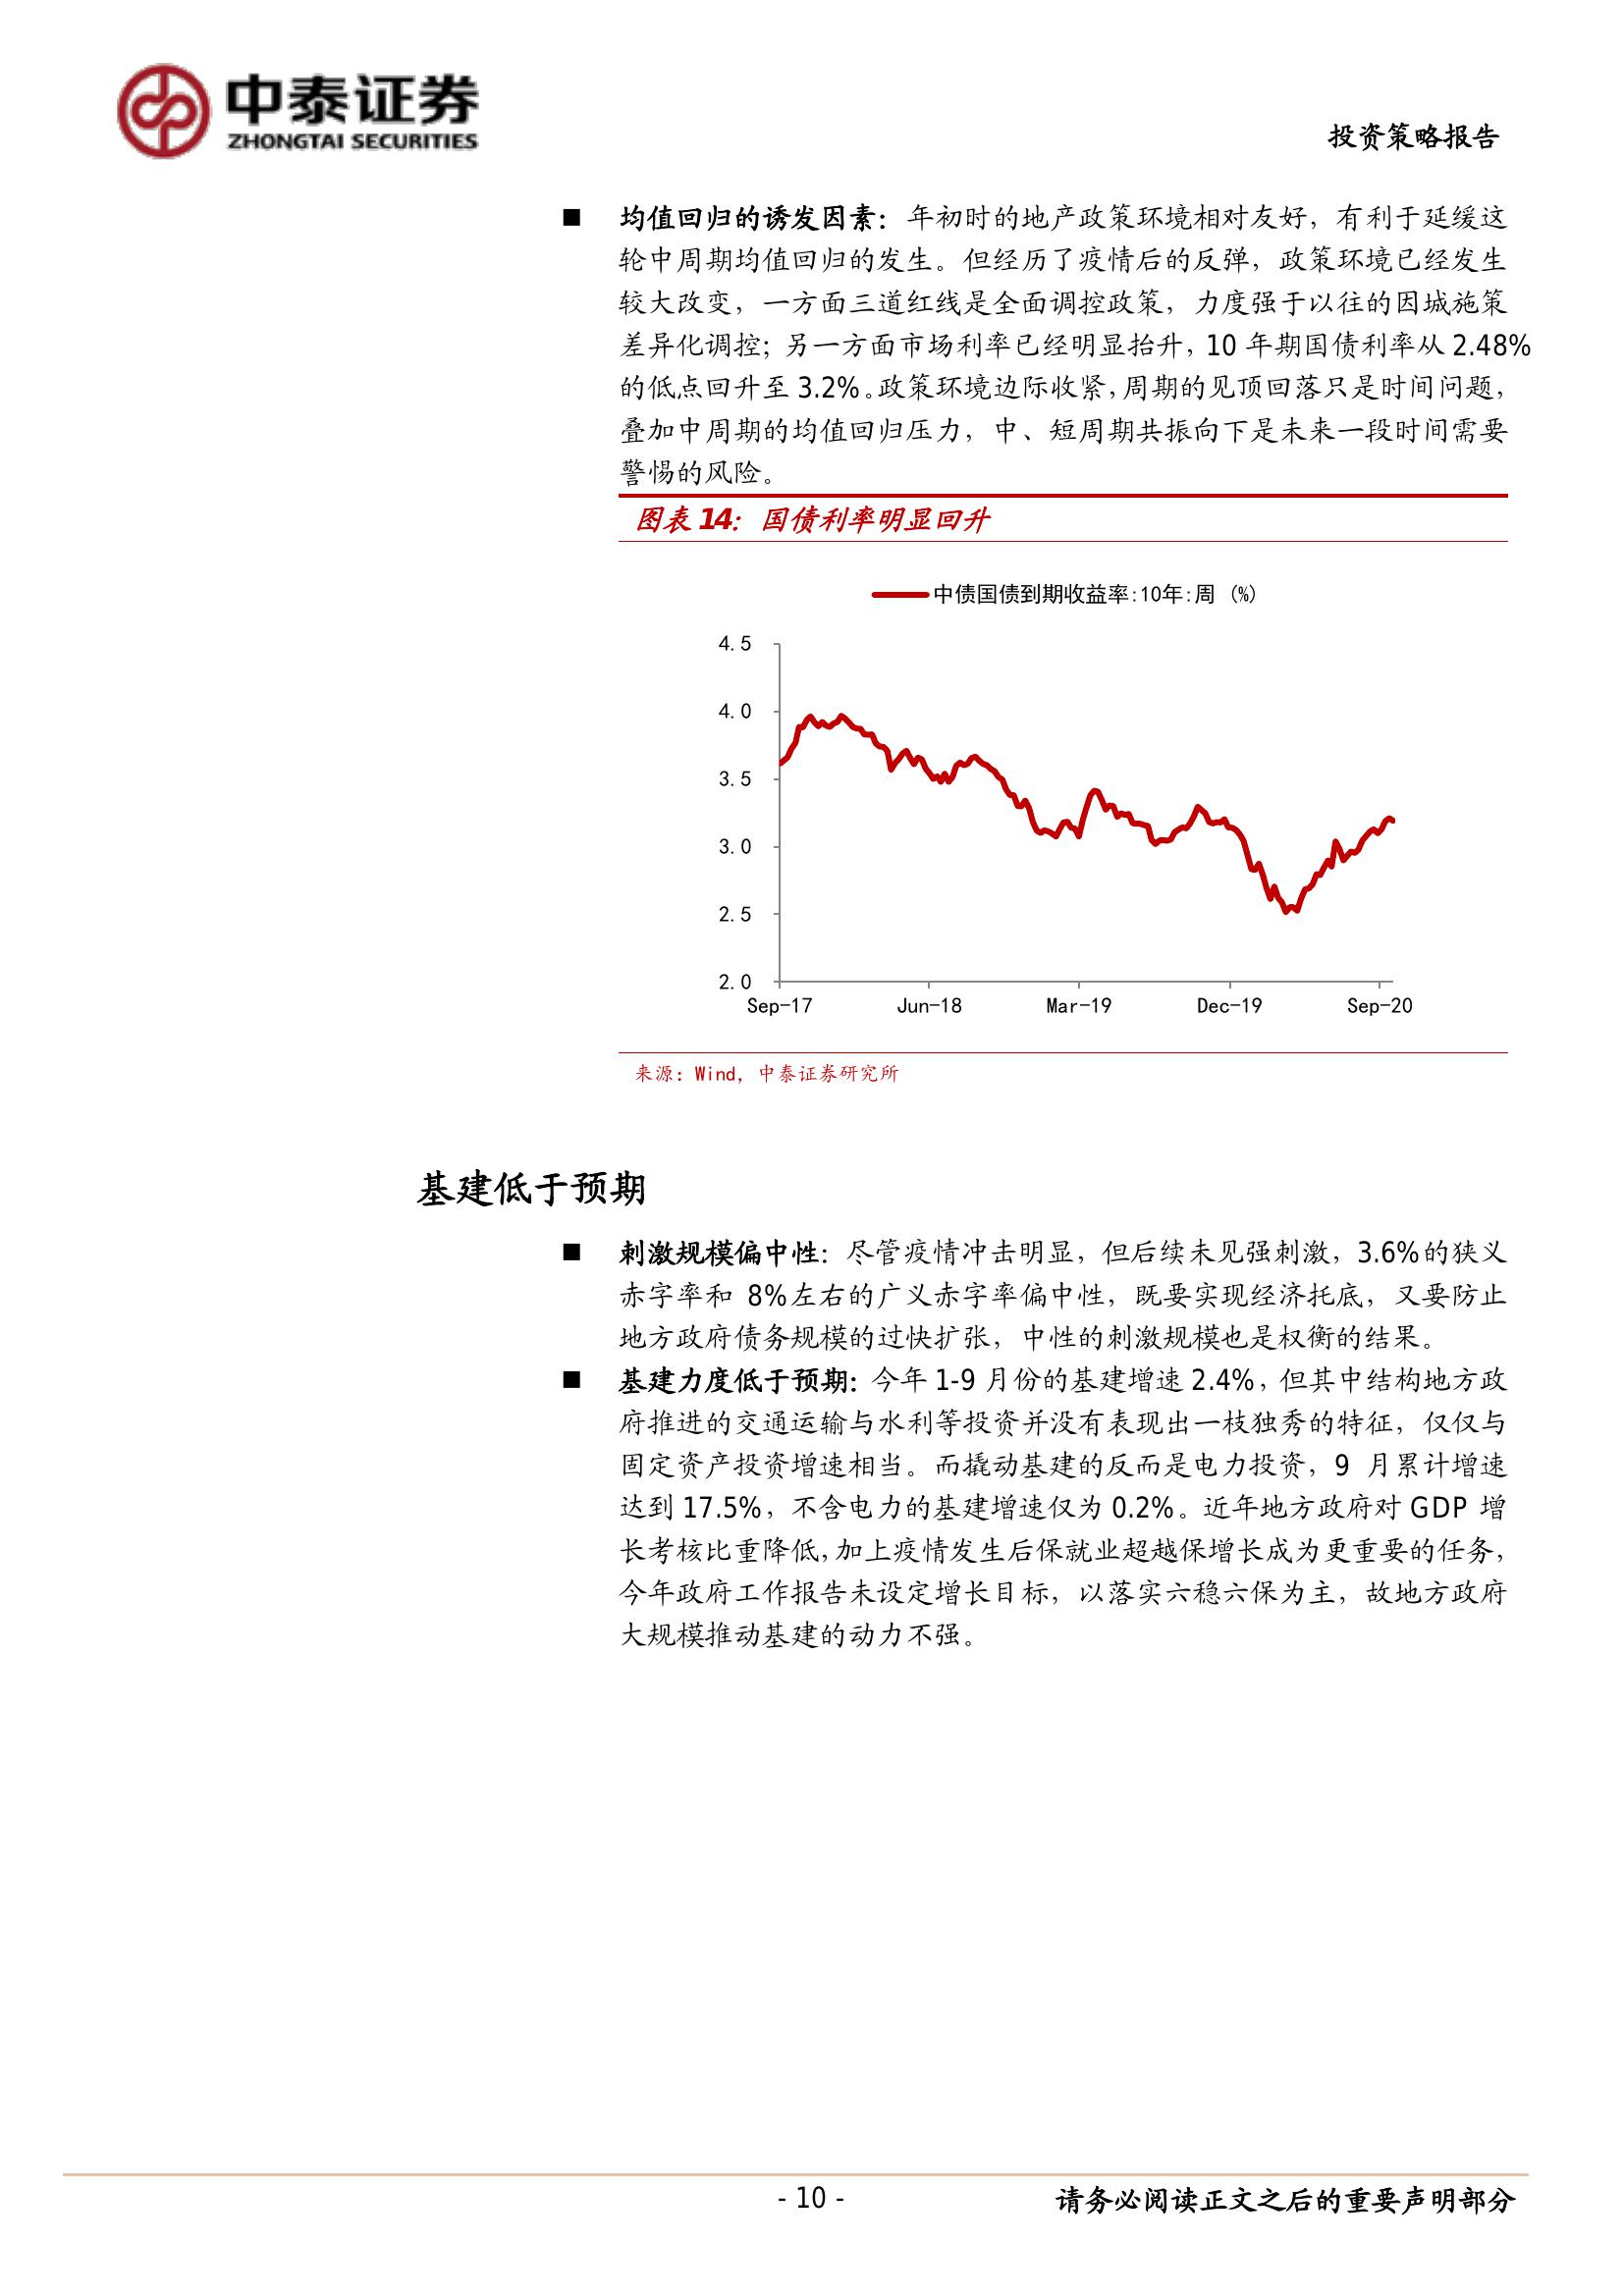 中泰证券
ZHONGTAI SECURITIES
投资策略报告
■ 均值回归的诱发因素：年初时的地产政策环境相对友好，有利于延缓这
轮中周期均值回归的发生。但经历了疫情后的反弹，政策环境已经发生
较大改变，一方面三道红线是全面调控政策，力度强于以往的因城施策
差异化调控；另一方面市场利率已经明显抬升，10 年期国债利率从 2.48%
的低点回升至 3.2%。政策环境边际收紧，周期的见顶回落只是时间问题，
叠加中周期的均值回归压力，中、短周期共振向下是未来一段时间需要
警惕的风险。
图表 14：国债利率明显回升
中债国债到期收益率:10年:周 (%)
4.5
4.0
3.5
3.0
2.5
2.0
Sep-17 Jun-18 Mar-19 Dec-19 Sep-20
来源：Wind，中泰证券研究所
基建低于预期
■ 刺激规模偏中性：尽管疫情冲击明显，但后续未见强刺激，3.6%的狭义
赤字率和 8%左右的广义赤字率偏中性，既要实现经济托底，又要防止
地方政府债务规模的过快扩张，中性的刺激规模也是权衡的结果。
■ 基建力度低于预期：今年 1-9 月份的基建增速 2.4%，但其中结构地方政
府推进的交通运输与水利等投资并没有表现出一枝独秀的特征，仅仅与
固定资产投资增速相当。而撬动基建的反而是电力投资，9 月累计增速
达到 17.5%，不含电力的基建增速仅为 0.2%。近年地方政府对 GDP 增
长考核比重降低，加上疫情发生后保就业超越保增长成为更重要的任务，
今年政府工作报告未设定增长目标，以落实六稳六保为主，故地方政府
大规模推动基建的动力不强。
- 10 -
请务必阅读正文之后的重要声明部分